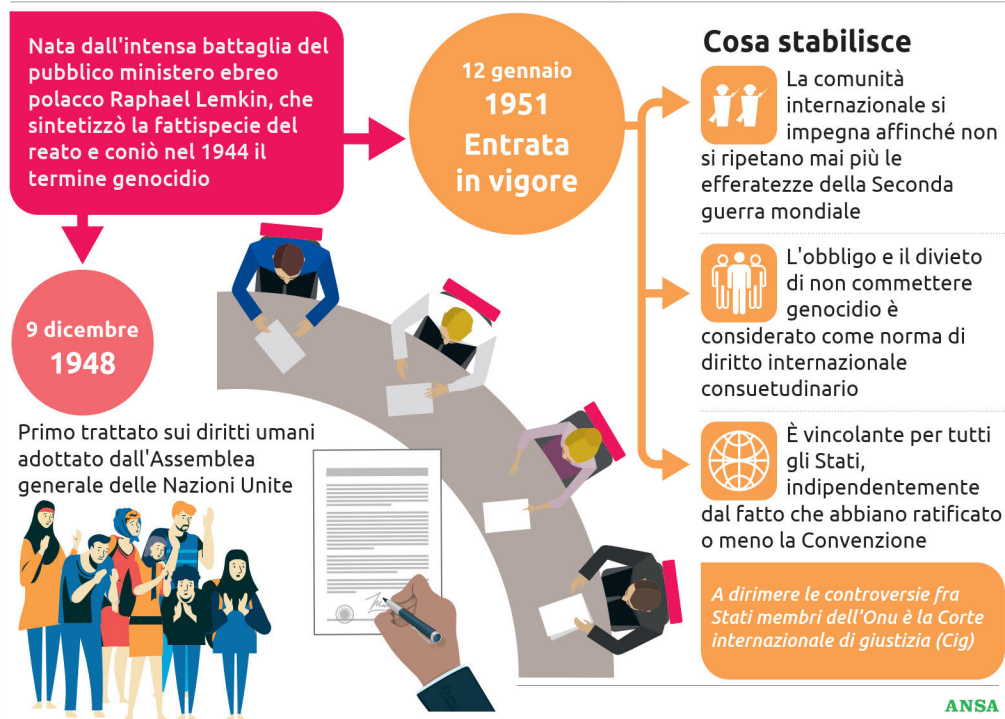 Nata dall'intensa battaglia del
pubblico ministero ebreo
polacco Raphael Lemkin, che
sintetizzò la fattispecie del
reato e coniò nel 1944 il
termine genocidio
9 dicembre
1948
Primo trattato sui diritti umani
adottato dall'Assemblea
generale delle Nazioni Unite
12 gennaio
1951
Entrata
in vigore
Cosa stabilisce
La comunità
internazionale si
impegna affinché non
si ripetano mai più le
efferatezze della Seconda
guerra mondiale
L'obbligo e il divieto
di non commettere
genocidio è
considerato come norma di
diritto internazionale
consuetudinario
È vincolante per tutti
gli Stati,
indipendentemente
dal fatto che abbiano ratificato
o meno la Convenzione
A dirimere le controversie fra
Stati membri dell'Onu è la Corte
internazionale di giustizia (Cig)
ANSA